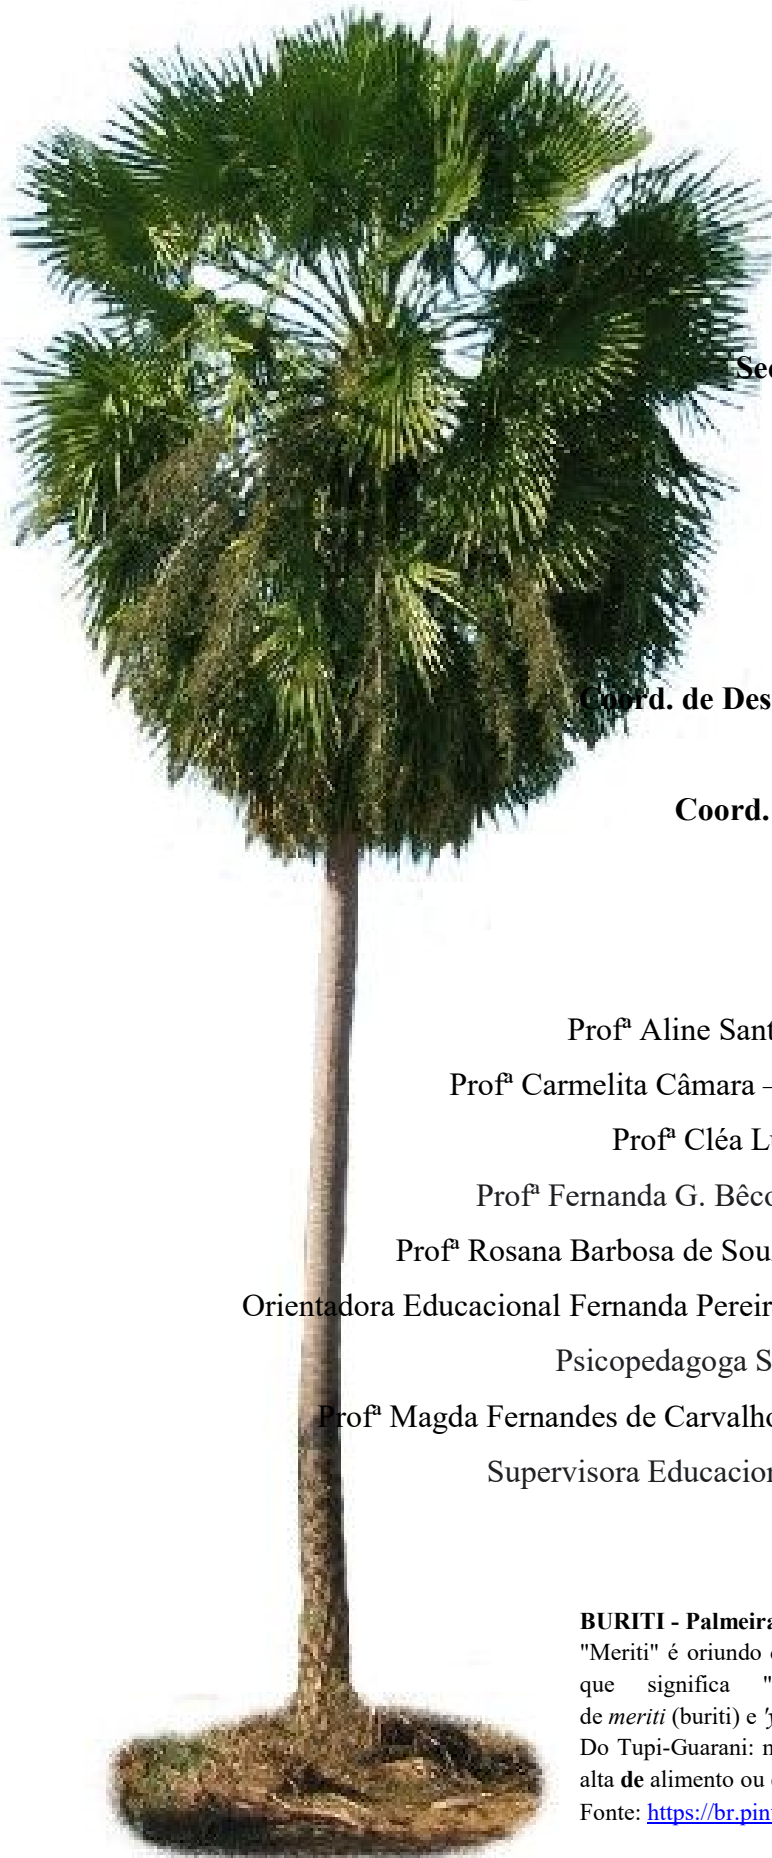 Sec
Coord. de Des
Coord.
Profª Aline Sant
Profª Carmelita Câmara –
Profª Cléa Lu
Profª Fernanda G. Bêco
Profª Rosana Barbosa de Sou
Orientadora Educacional Fernanda Pereir
Psicopedagoga S
Profª Magda Fernandes de Carvalho
Supervisora Educacion
BURITI - Palmeira
"Meriti" é oriundo
que significa "
de meriti (buriti) e 'y
Do Tupi-Guarani: m
alta de alimento ou
Fonte: https://br.pin